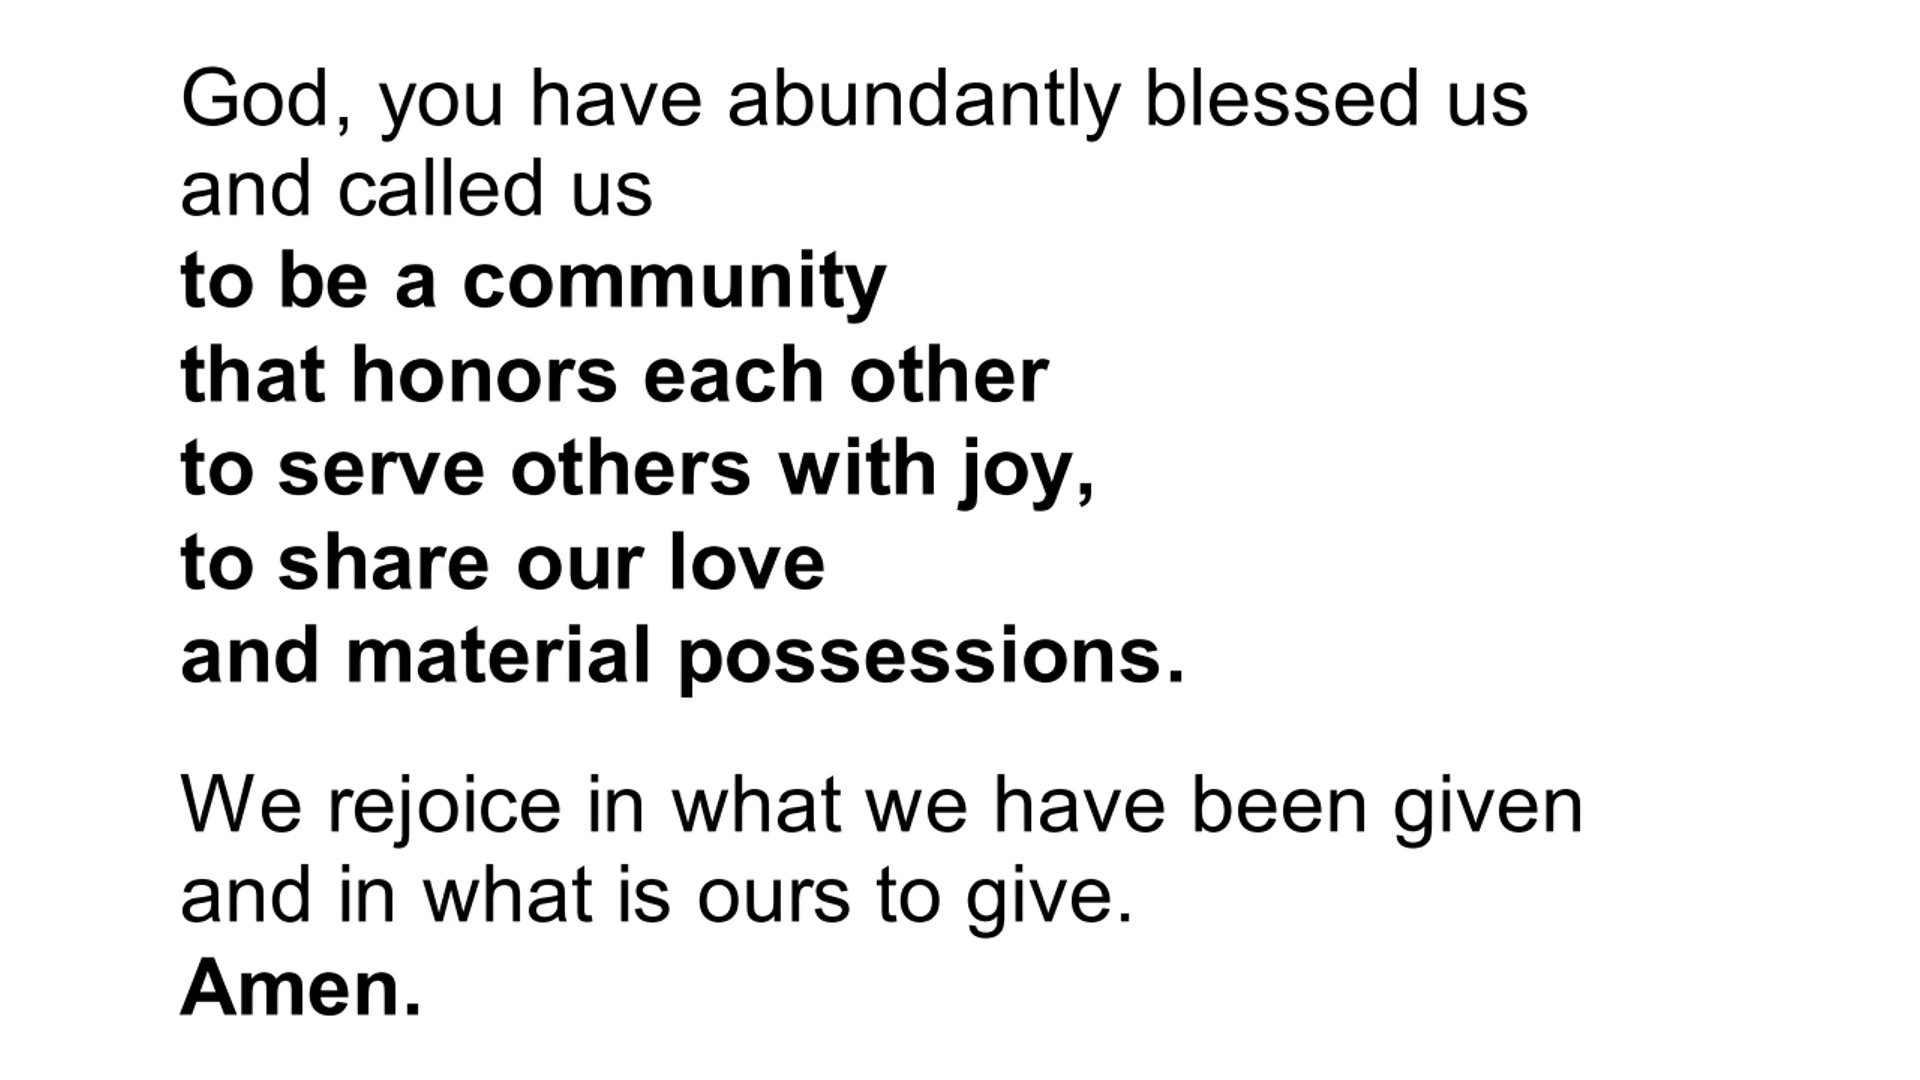 God, you have abundantly blessed us
and called us
to be a community
that honors each other
to serve others with joy,
to share our love
and material possessions.
We rejoice in what we have been given
and in what is ours to give.
Amen.